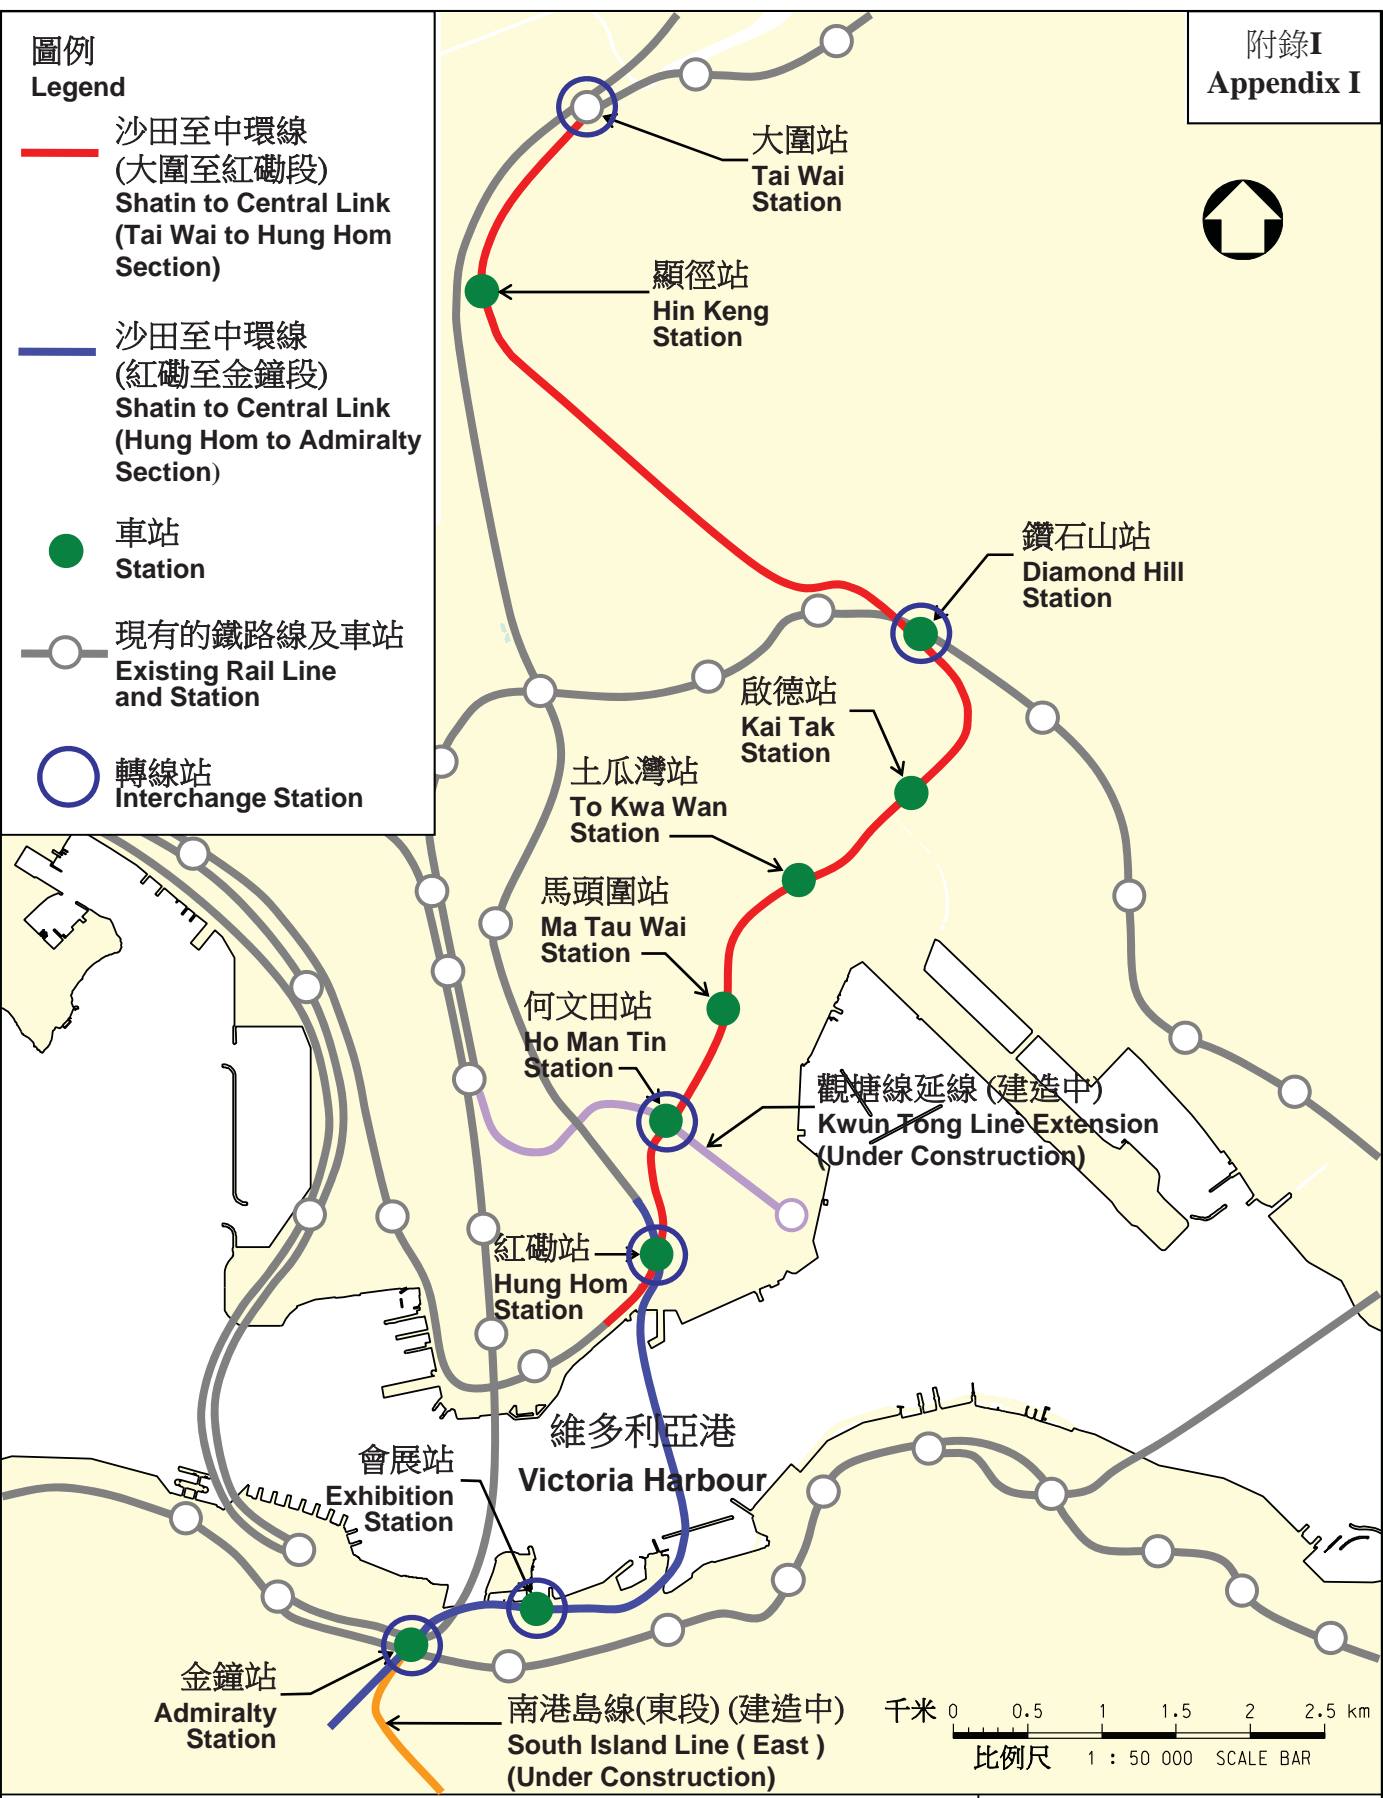 圖例
Legend
沙田至中環線
(大圍至紅磡段)
Shatin to Central Link
(Tai Wai to Hung Hom
Section)
沙田至中環線
(紅磡至金鐘段)
Shatin to Central Link
(Hung Hom to Admiralty
Section)
車站
Station
現有的鐵路線及車站
Existing Rail Line
and Station
轉線站
Interchange Station
附錄I
Appendix I
大圍站
Tai Wai
Station
顯徑站
Hin Keng
Station
鑽石山站
Diamond Hill
Station
啟德站
Kai Tak
Station
土瓜灣站
To Kwa Wan
Station
馬頭圍站
Ma Tau Wai
Station
何文田站
Ho Man Tin
Station
觀塘線延線 (建造中)
Kwun Tong Line Extension
(Under Construction)
紅磡站
Hung Hom
Station
維多利亞港
Victoria Harbour
會展站
Exhibition
Station
金鐘站
Admiralty
Station
南港島線(東段) (建造中)
South Island Line ( East )
(Under Construction)
千米 0 0.5 1 1.5 2 2.5 km
比例尺 1 : 50 000 SCALE BAR